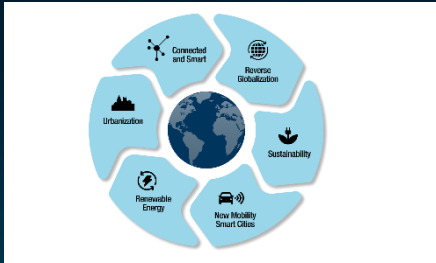 Connected
and Smart
Reverse
Globalization
Sustainability
New Mobility
Smart Cities
Renewable
Energy
Urbanization